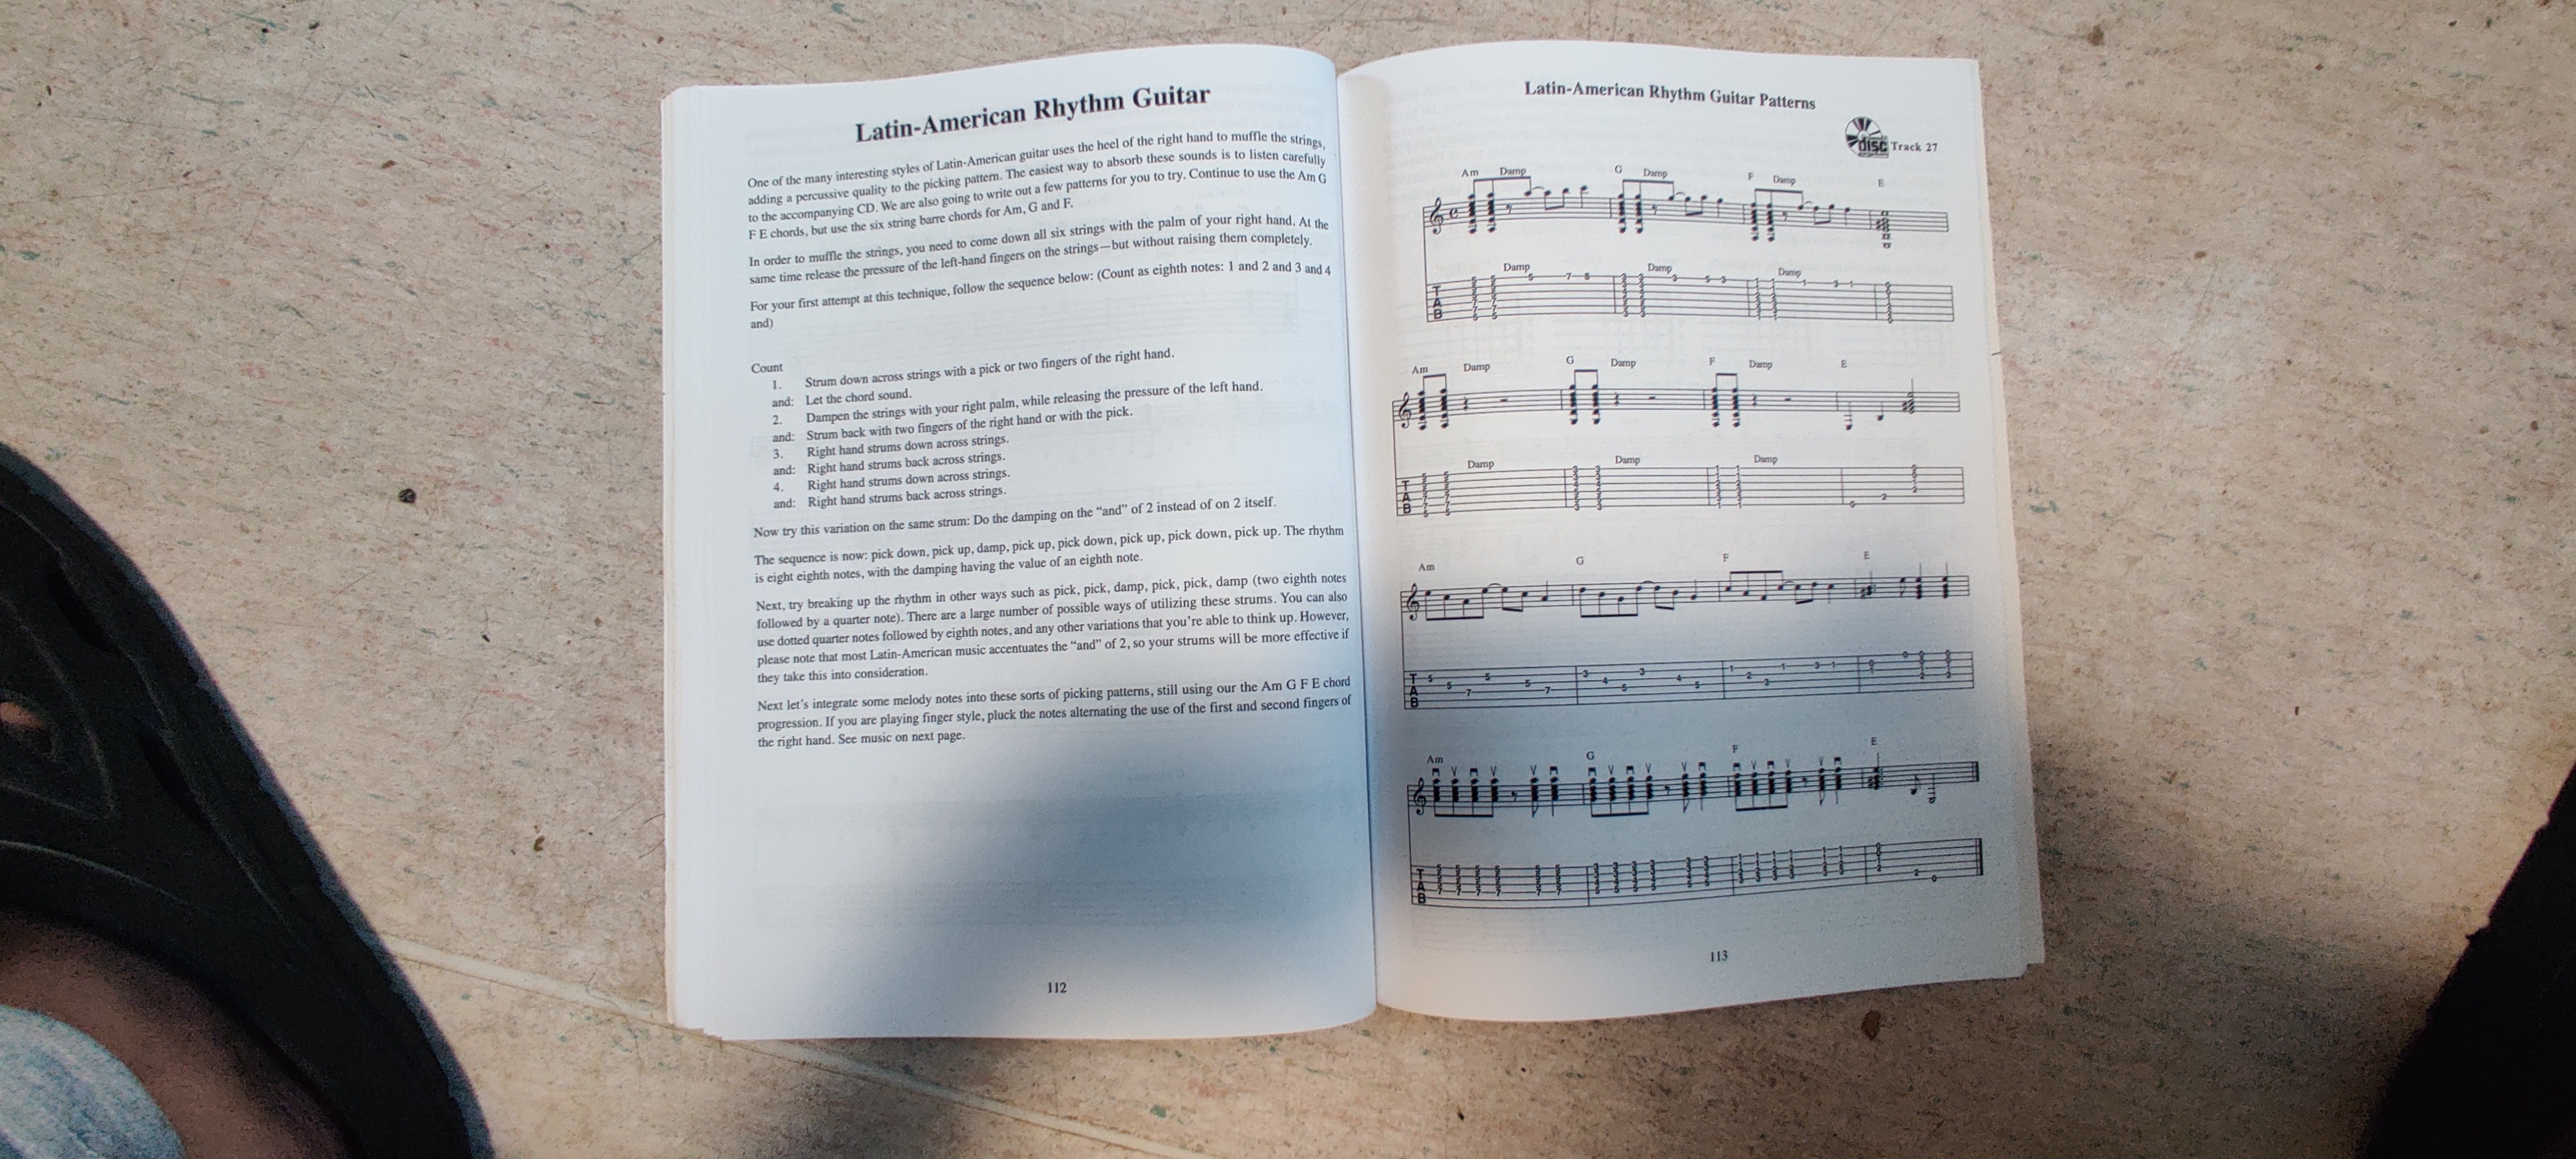 Latin-American Rhythm Guitar
One of the many interesting styles of Latin-American guitar uses the heel of the right hand to muffle the strings,
adding a percussive quality to the picking pattern. The easiest way to absorb these sounds is to listen carefully
to the accompanying CD. We are also going to write out a few patterns for you to try. Continue to use the Am G
F E chords, but use the six string barre chords for Am, G and F.
In order to muffle the strings, you need to come down all six strings with the palm of your right hand. At the
same time release the pressure of the left-hand fingers on the strings—but without raising them completely.
For your first attempt at this technique, follow the sequence below: (Count as eighth notes: 1 and 2 and 3 and 4
and)
Count
1. Strum down across strings with a pick or two fingers of the right hand.
and: Let the chord sound.
2. Dampen the strings with your right palm, while releasing the pressure of the left hand.
and: Strum back with two fingers of the right hand or with the pick.
3. Right hand strums down across strings.
and: Right hand strums back across strings.
4. Right hand strums down across strings.
and: Right hand strums back across strings.
Now try this variation on the same strum: Do the damping on the “and” of 2 instead of on 2 itself.
The sequence is now: pick down, pick up, damp, pick up, pick down, pick up, pick down, pick up. The rhythm
is eight eighth notes, with the damping having the value of an eighth note.
Next, try breaking up the rhythm in other ways such as pick, pick, damp, pick, pick, damp (two eighth notes
followed by a quarter note). There are a large number of possible ways of utilizing these strums. You can also
use dotted quarter notes followed by eighth notes, and any other variations that you’re able to think up. However,
please note that most Latin-American music accentuates the “and” of 2, so your strums will be more effective if
they take this into consideration.
Next let’s integrate some melody notes into these sorts of picking patterns, still using our the Am G F E chord
progression. If you are playing finger style, pluck the notes alternating the use of the first and second fingers of
the right hand. See music on next page.
112
Latin-American Rhythm Guitar Patterns
disc Track 27
Am Damp G Damp F Damp E
Damp Damp Damp
T
A
B
Am Damp G Damp F Damp E
Damp Damp Damp
T
A
B
Am G F E
T
A
B
Am G F E
T
A
B
113